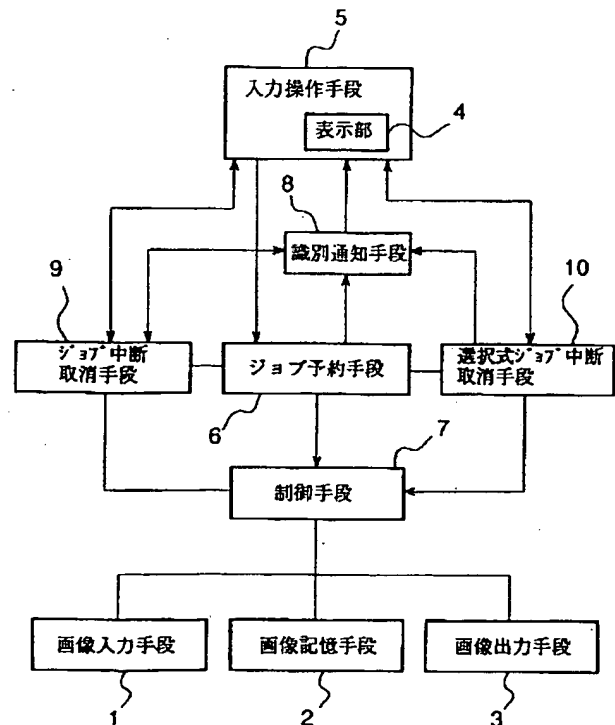 5
入力操作手段
表示部
4
8
識別通知手段
9
10
ジョブ中断
取消手段
ジョブ予約手段
選択式ジョブ中断
取消手段
6
7
制御手段
画像入力手段
画像記憶手段
画像出力手段
1
2
3